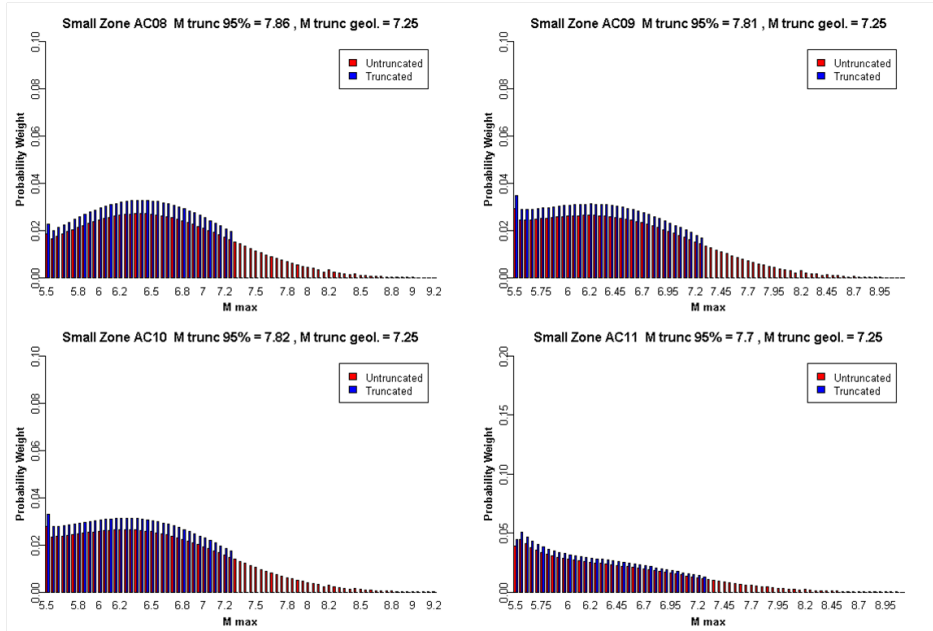 Small Zone AC08 M trunc 95% = 7.86 , M trunc geol. = 7.25
Probability Weight
0.00 0.02 0.04 0.06 0.08 0.10
Untruncated
Truncated
5.5 5.8 6 6.2 6.5 6.8 7 7.2 7.5 7.8 8 8.2 8.5 8.8 9 9.2
M max
Small Zone AC09 M trunc 95% = 7.81 , M trunc geol. = 7.25
Probability Weight
0.00 0.02 0.04 0.06 0.08 0.10
Untruncated
Truncated
5.5 5.75 6 6.2 6.45 6.7 6.95 7.2 7.45 7.7 7.95 8.2 8.45 8.7 8.95
M max
Small Zone AC10 M trunc 95% = 7.82 , M trunc geol. = 7.25
Probability Weight
0.00 0.02 0.04 0.06 0.08 0.10
Untruncated
Truncated
5.5 5.8 6 6.2 6.5 6.8 7 7.2 7.5 7.8 8 8.2 8.5 8.8 9 9.2
M max
Small Zone AC11 M trunc 95% = 7.7 , M trunc geol. = 7.25
Probability Weight
0.00 0.05 0.10 0.15 0.20
Untruncated
Truncated
5.5 5.75 6 6.2 6.45 6.7 6.95 7.2 7.45 7.7 7.95 8.2 8.45 8.7 8.95
M max